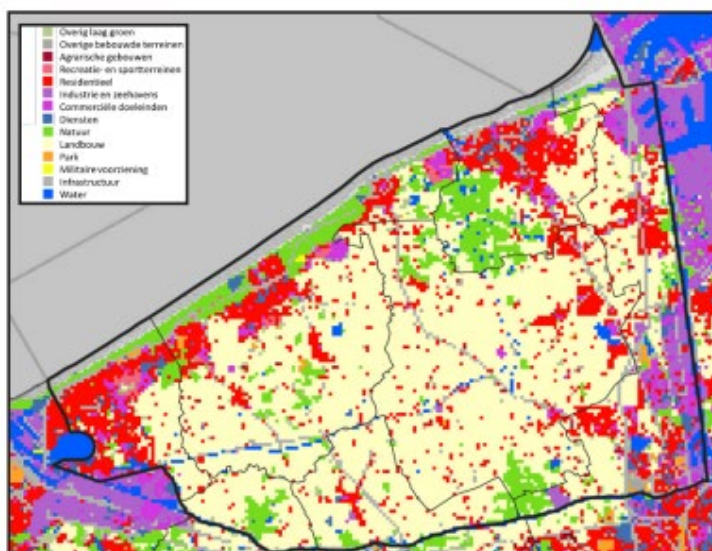 Overig laag groen
Overige bebouwde terreinen
Agrarische gebouwen
Recreatie- en sportterreinen
Residentieel
Industrie en zeehavens
Commerciële doeleinden
Diensten
Natuur
Landbouw
Park
Militaire voorziening
Infrastructuur
Water